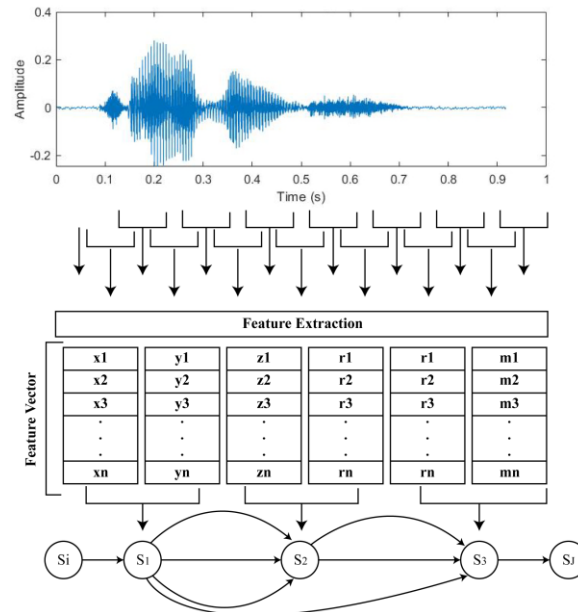 0.4
0.2
0
-0.2
Amplitude
0 0.1 0.2 0.3 0.4 0.5 0.6 0.7 0.8 0.9 1
Time (s)
Feature Extraction
Feature Vector
x1 y1 z1 r1 r1 m1
x2 y2 z2 r2 r2 m2
x3 y3 z3 r3 r3 m3
. . . . . .
. . . . . .
. . . . . .
xn yn zn rn rn mn
Si S1 S2 S3 SJ